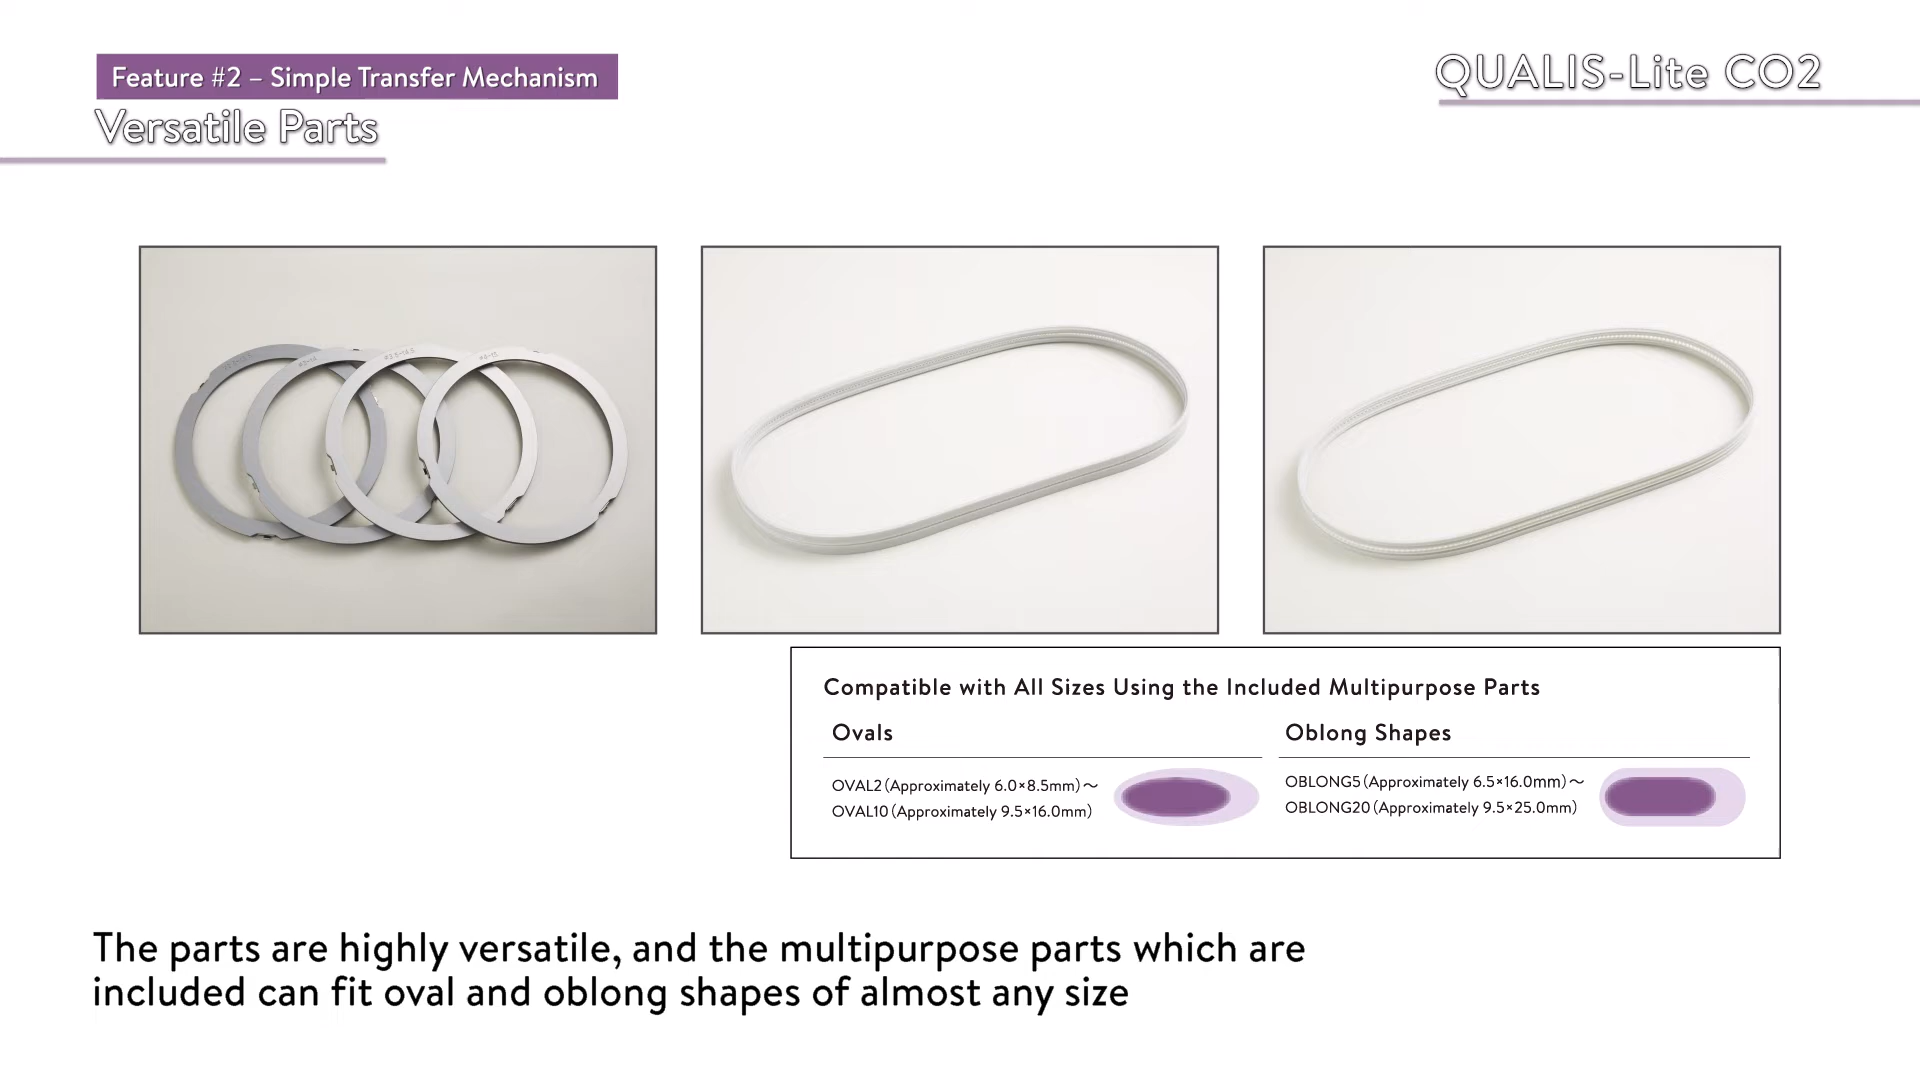 Feature #2 – Simple Transfer Mechanism
QUALIS-Lite CO2
Versatile Parts
Compatible with All Sizes Using the Included Multipurpose Parts
Ovals
OVAL2 (Approximately 6.0×8.5mm)～
OVAL10 (Approximately 9.5×16.0mm)
Oblong Shapes
OBLONG5 (Approximately 6.5×16.0mm)～
OBLONG20 (Approximately 9.5×25.0mm)
The parts are highly versatile, and the multipurpose parts which are
included can fit oval and oblong shapes of almost any size